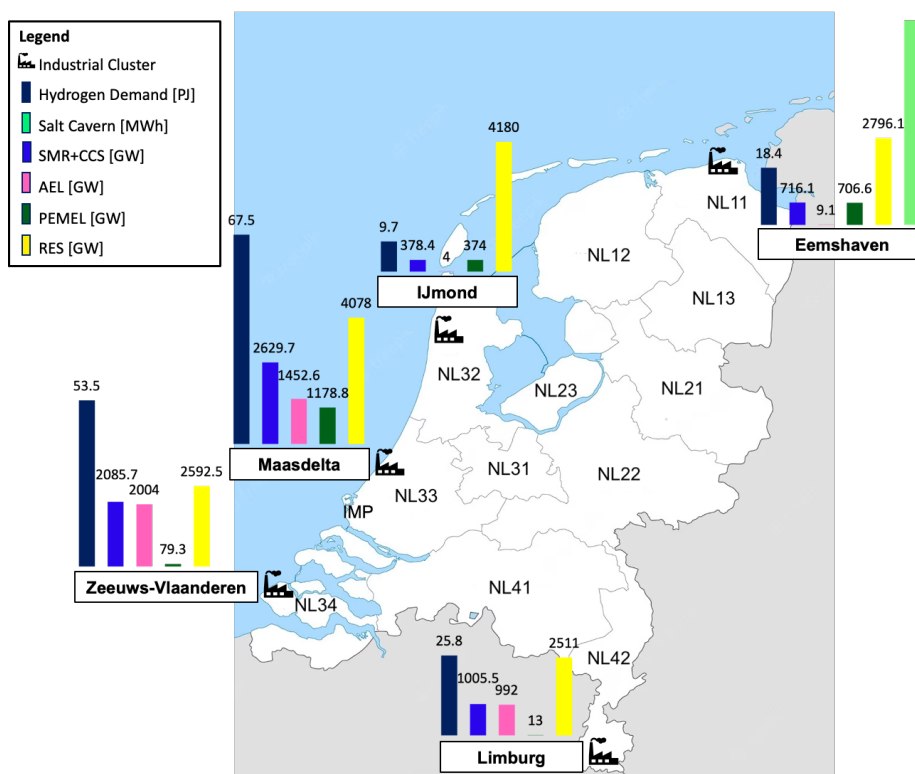 Legend
Industrial Cluster
Hydrogen Demand [PJ]
Salt Cavern [MWh]
SMR+CCS [GW]
AEL [GW]
PEMEL [GW]
RES [GW]
18.4
716.1
9.1
706.6
2796.1
Eemshaven
9.7
378.4
4
374
4180
IJmond
67.5
2629.7
1452.6
1178.8
4078
Maasdelta
53.5
2085.7
2004
79.3
2592.5
Zeeuws-Vlaanderen
25.8
1005.5
992
13
2511
Limburg
NL11
NL12
NL13
NL32
NL23
NL21
NL31
NL22
NL33
IMP
NL34
NL41
NL42